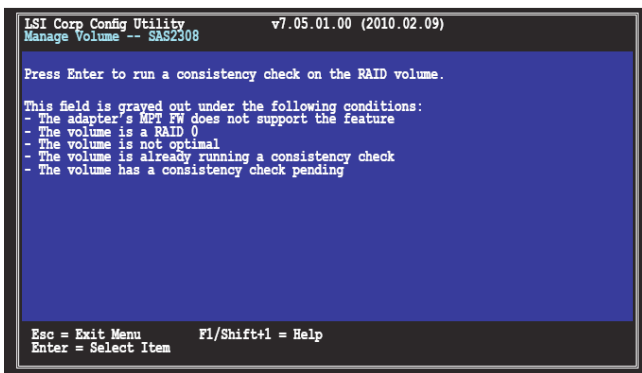 LSI Corp Config Utility v7.05.01.00 (2010.02.09)
Manage Volume -- SAS2308
Press Enter to run a consistency check on the RAID volume.
This field is grayed out under the following conditions:
- The adapter's MPT FW does not support the feature
- The volume is a RAID 0
- The volume is not optimal
- The volume is already running a consistency check
- The volume has a consistency check pending
Esc = Exit Menu F1/Shift+1 = Help
Enter = Select Item